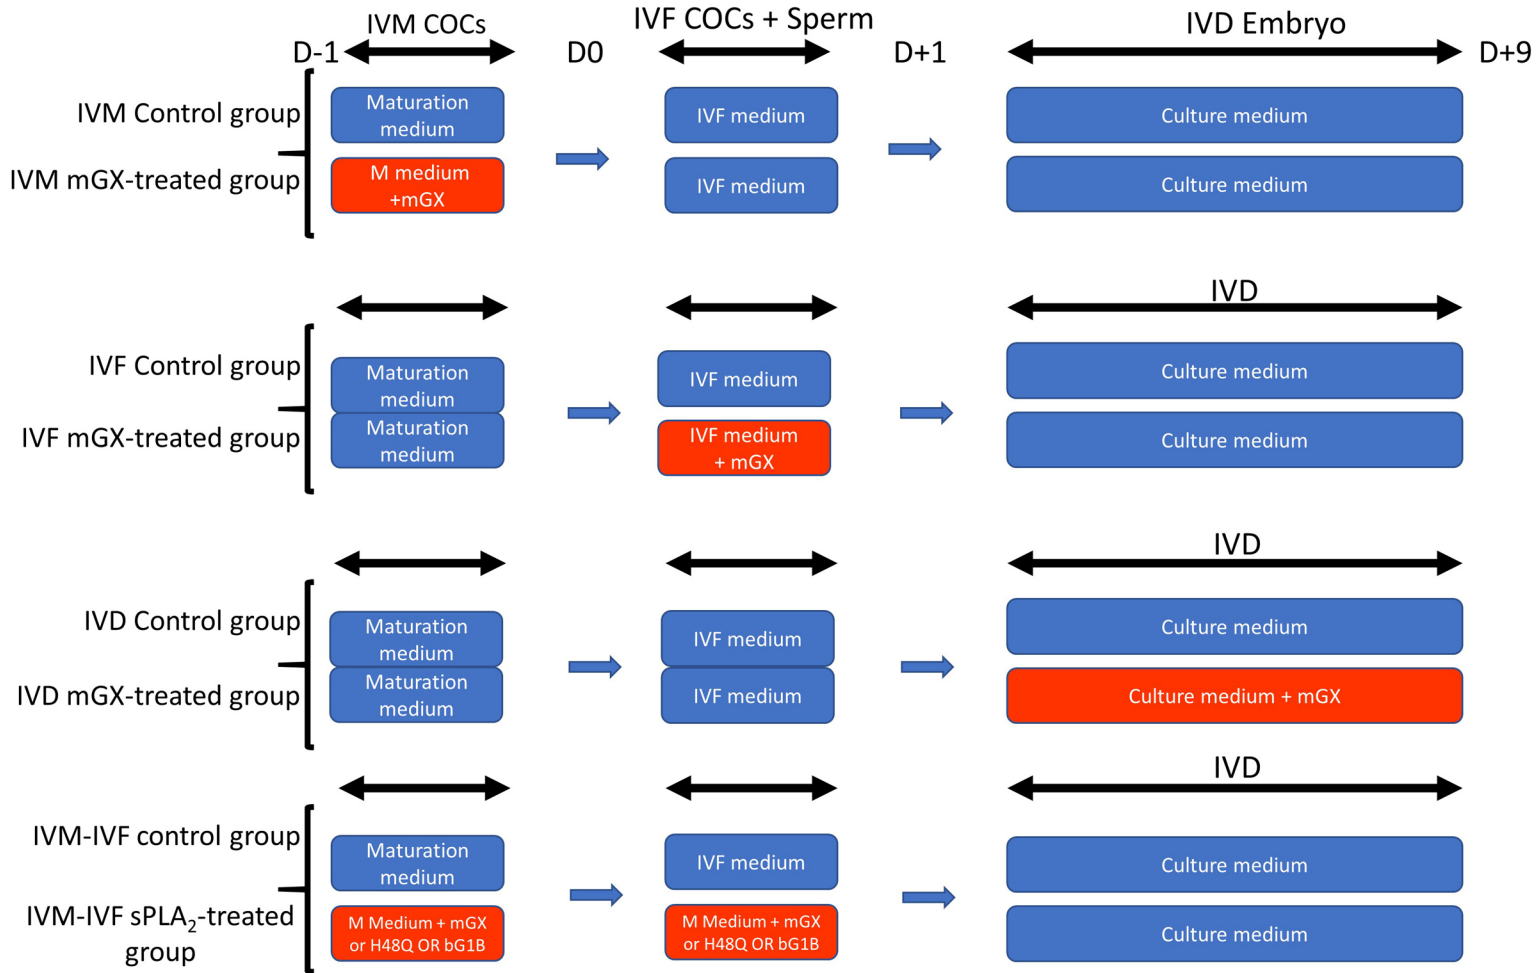 IVM COCs
IVF COCs + Sperm
IVD Embryo
D-1
D0
D+1
D+9
IVM Control group
Maturation
medium
IVF medium
Culture medium
IVM mGX-treated group
M medium
+mGX
IVF medium
Culture medium
IVD
IVF Control group
Maturation
medium
IVF medium
Culture medium
IVF mGX-treated group
Maturation
medium
IVF medium
+ mGX
Culture medium
IVD
IVD Control group
Maturation
medium
IVF medium
Culture medium
IVD mGX-treated group
Maturation
medium
IVF medium
Culture medium + mGX
IVD
IVM-IVF control group
Maturation
medium
IVF medium
Culture medium
IVM-IVF sPLA₂-treated
group
M Medium + mGX
or H48Q OR bG1B
M Medium + mGX
or H48Q OR bG1B
Culture medium